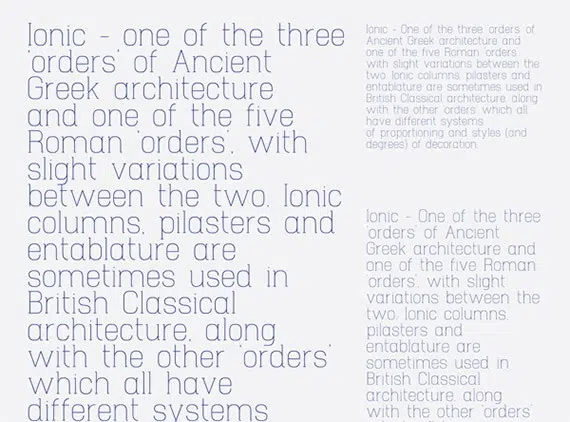 Ionic - one of the three
'orders' of Ancient
Greek architecture
and one of the five
Roman 'orders', with
slight variations
between the two. Ionic
columns, pilasters and
entablature are
sometimes used in
British Classical
architecture, along
with the other 'orders'
which all have
different systems
Ionic - One of the three orders of
Ancient Greek architecture and
one of the five Roman 'orders',
with slight variations between the
two. Ionic columns, pilasters and
entablature are sometimes used in
British Classical architecture, along
with the other 'orders' which all
have different systems
of proportioning and styles (and
degrees) of decoration.
Ionic - One of the three
'orders' of Ancient
Greek architecture and
one of the five Roman
'orders', with slight
variations between the
two. Ionic columns,
pilasters and
entablature are
sometimes used in
British Classical
architecture, along
with the other 'orders'